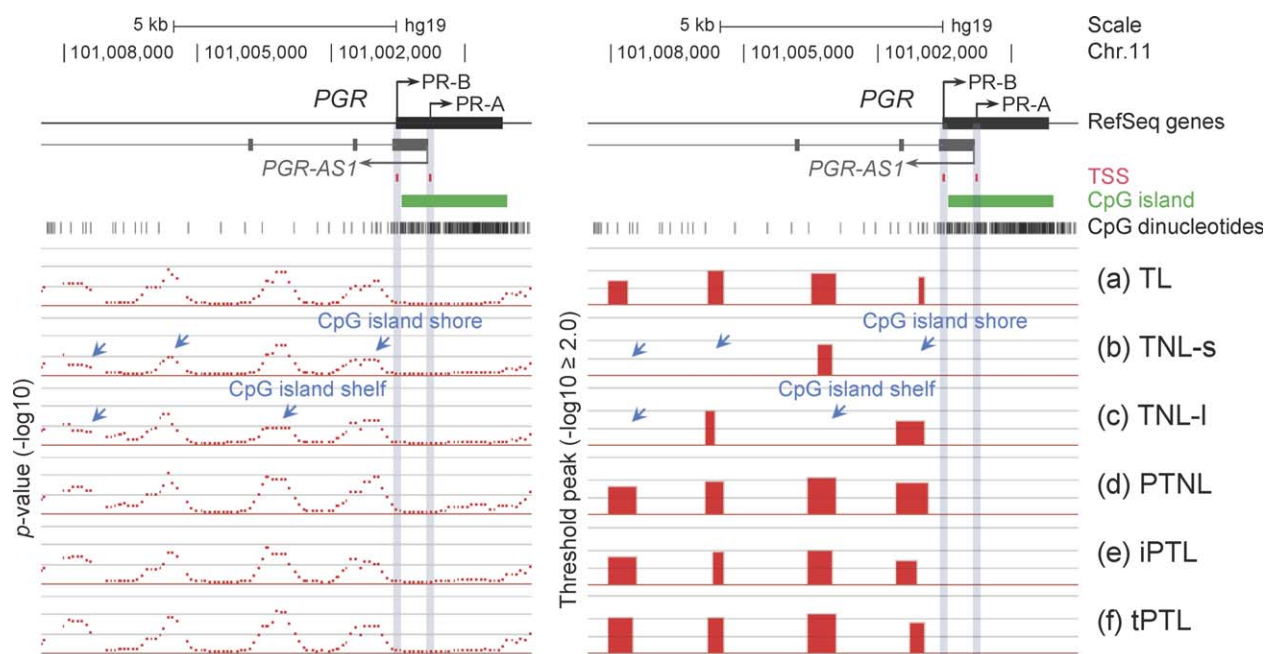 5 kb hg19 5 kb hg19 Scale
101,008,000 101,005,000 101,002,000 101,008,000 101,005,000 101,002,000 Chr.11
PR-B PR-B
PGR PR-A PGR PR-A
RefSeq genes
PGR-AS1 PGR-AS1
TSS
CpG island
CpG dinucleotides
(a) TL
CpG island shore CpG island shore
(b) TNL-s
CpG island shelf CpG island shelf
(c) TNL-l
(d) PTNL
(e) iPTL
(f) tPTL
p-value (-log10)
Threshold peak (-log10 ≥ 2.0)